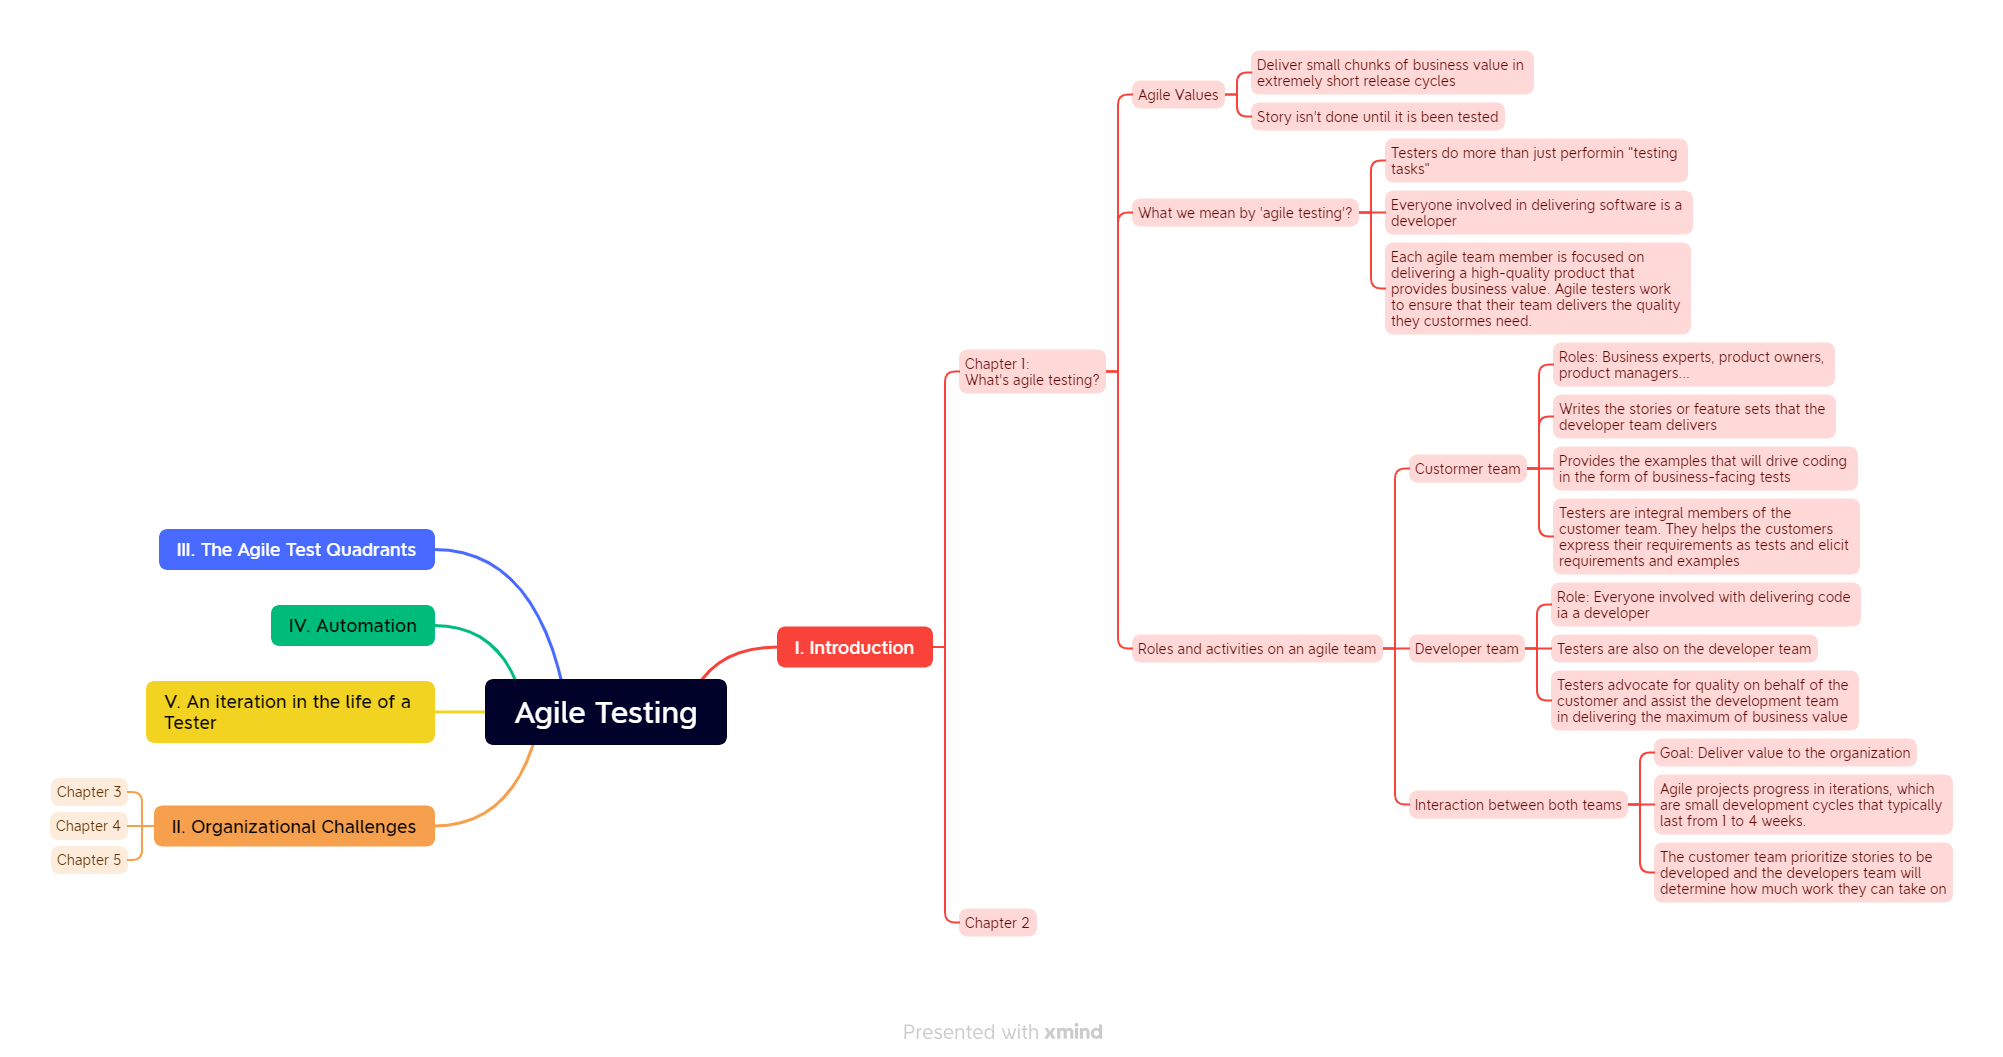 Agile Testing
I. Introduction
Chapter 1:
What's agile testing?
Agile Values
Deliver small chunks of business value in
extremely short release cycles
Story isn't done until it is been tested
What we mean by 'agile testing'?
Testers do more than just performin "testing
tasks"
Everyone involved in delivering software is a
developer
Each agile team member is focused on
delivering a high-quality product that
provides business value. Agile testers work
to ensure that their team delivers the quality
they custormes need.
Roles and activities on an agile team
Custormer team
Roles: Business experts, product owners,
product managers...
Writes the stories or feature sets that the
developer team delivers
Provides the examples that will drive coding
in the form of business-facing tests
Testers are integral members of the
customer team. They helps the customers
express their requirements as tests and elicit
requirements and examples
Developer team
Role: Everyone involved with delivering code
ia a developer
Testers are also on the developer team
Testers advocate for quality on behalf of the
customer and assist the development team
in delivering the maximum of business value
Interaction between both teams
Goal: Deliver value to the organization
Agile projects progress in iterations, which
are small development cycles that typically
last from 1 to 4 weeks.
The customer team prioritize stories to be
developed and the developers team will
determine how much work they can take on
Chapter 2
II. Organizational Challenges
Chapter 3
Chapter 4
Chapter 5
III. The Agile Test Quadrants
IV. Automation
V. An iteration in the life of a
Tester
Presented with xmind